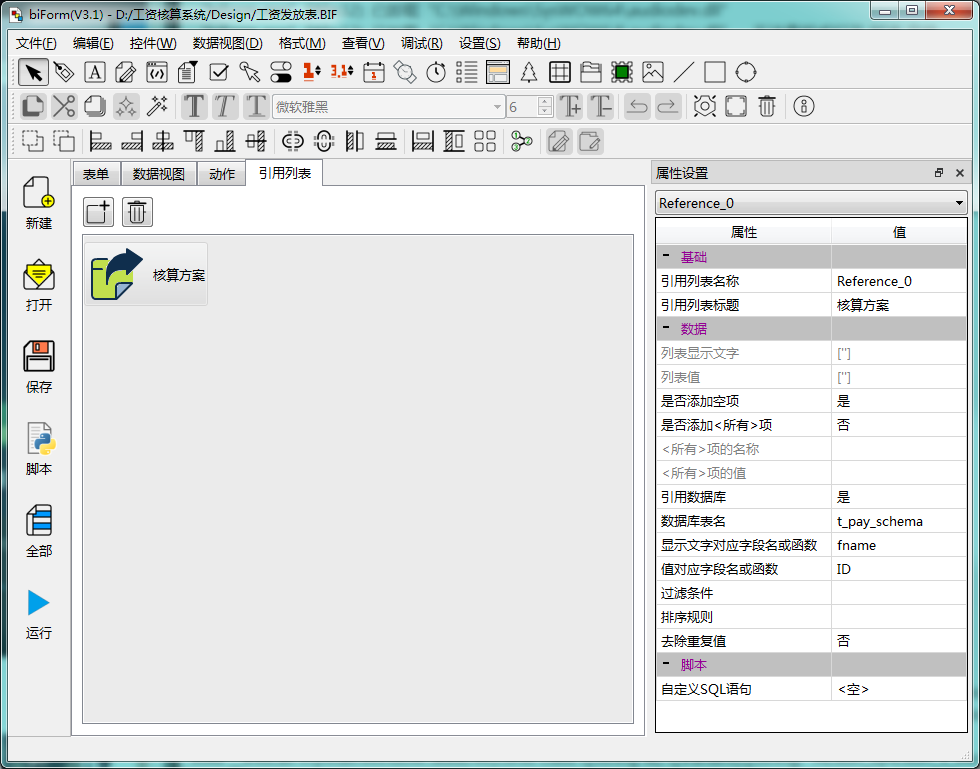 biForm(V3.1) - D:/工资核算系统/Design/工资发放表.BIF
文件(F) 编辑(E) 控件(W) 数据视图(D) 格式(M) 查看(V) 调试(R) 设置(S) 帮助(H)
微软雅黑 6
表单 数据视图 动作 引用列表
新建
打开
保存
脚本
全部
运行
核算方案
属性设置
Reference_0
属性 值
基础
引用列表名称 Reference_0
引用列表标题 核算方案
数据
列表显示文字 ['']
列表值 ['']
是否添加空项 是
是否添加<所有>项 否
<所有>项的名称
<所有>项的值
引用数据库 是
数据库表名 t_pay_schema
显示文字对应字段名或函数 fname
值对应字段名或函数 ID
过滤条件
排序规则
去除重复值 否
脚本
自定义SQL语句 <空>